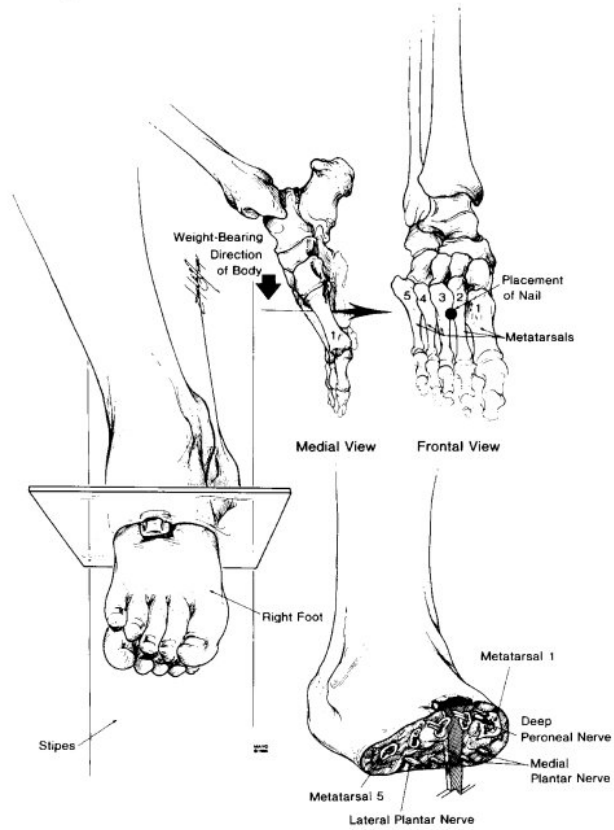 Weight-Bearing
Direction
of Body
1
Medial View
5
4
3
2
1
Placement
of Nail
Metatarsals
Frontal View
Right Foot
Stipes
Metatarsal 1
Deep
Peroneal Nerve
Medial
Plantar Nerve
Metatarsal 5
Lateral Plantar Nerve